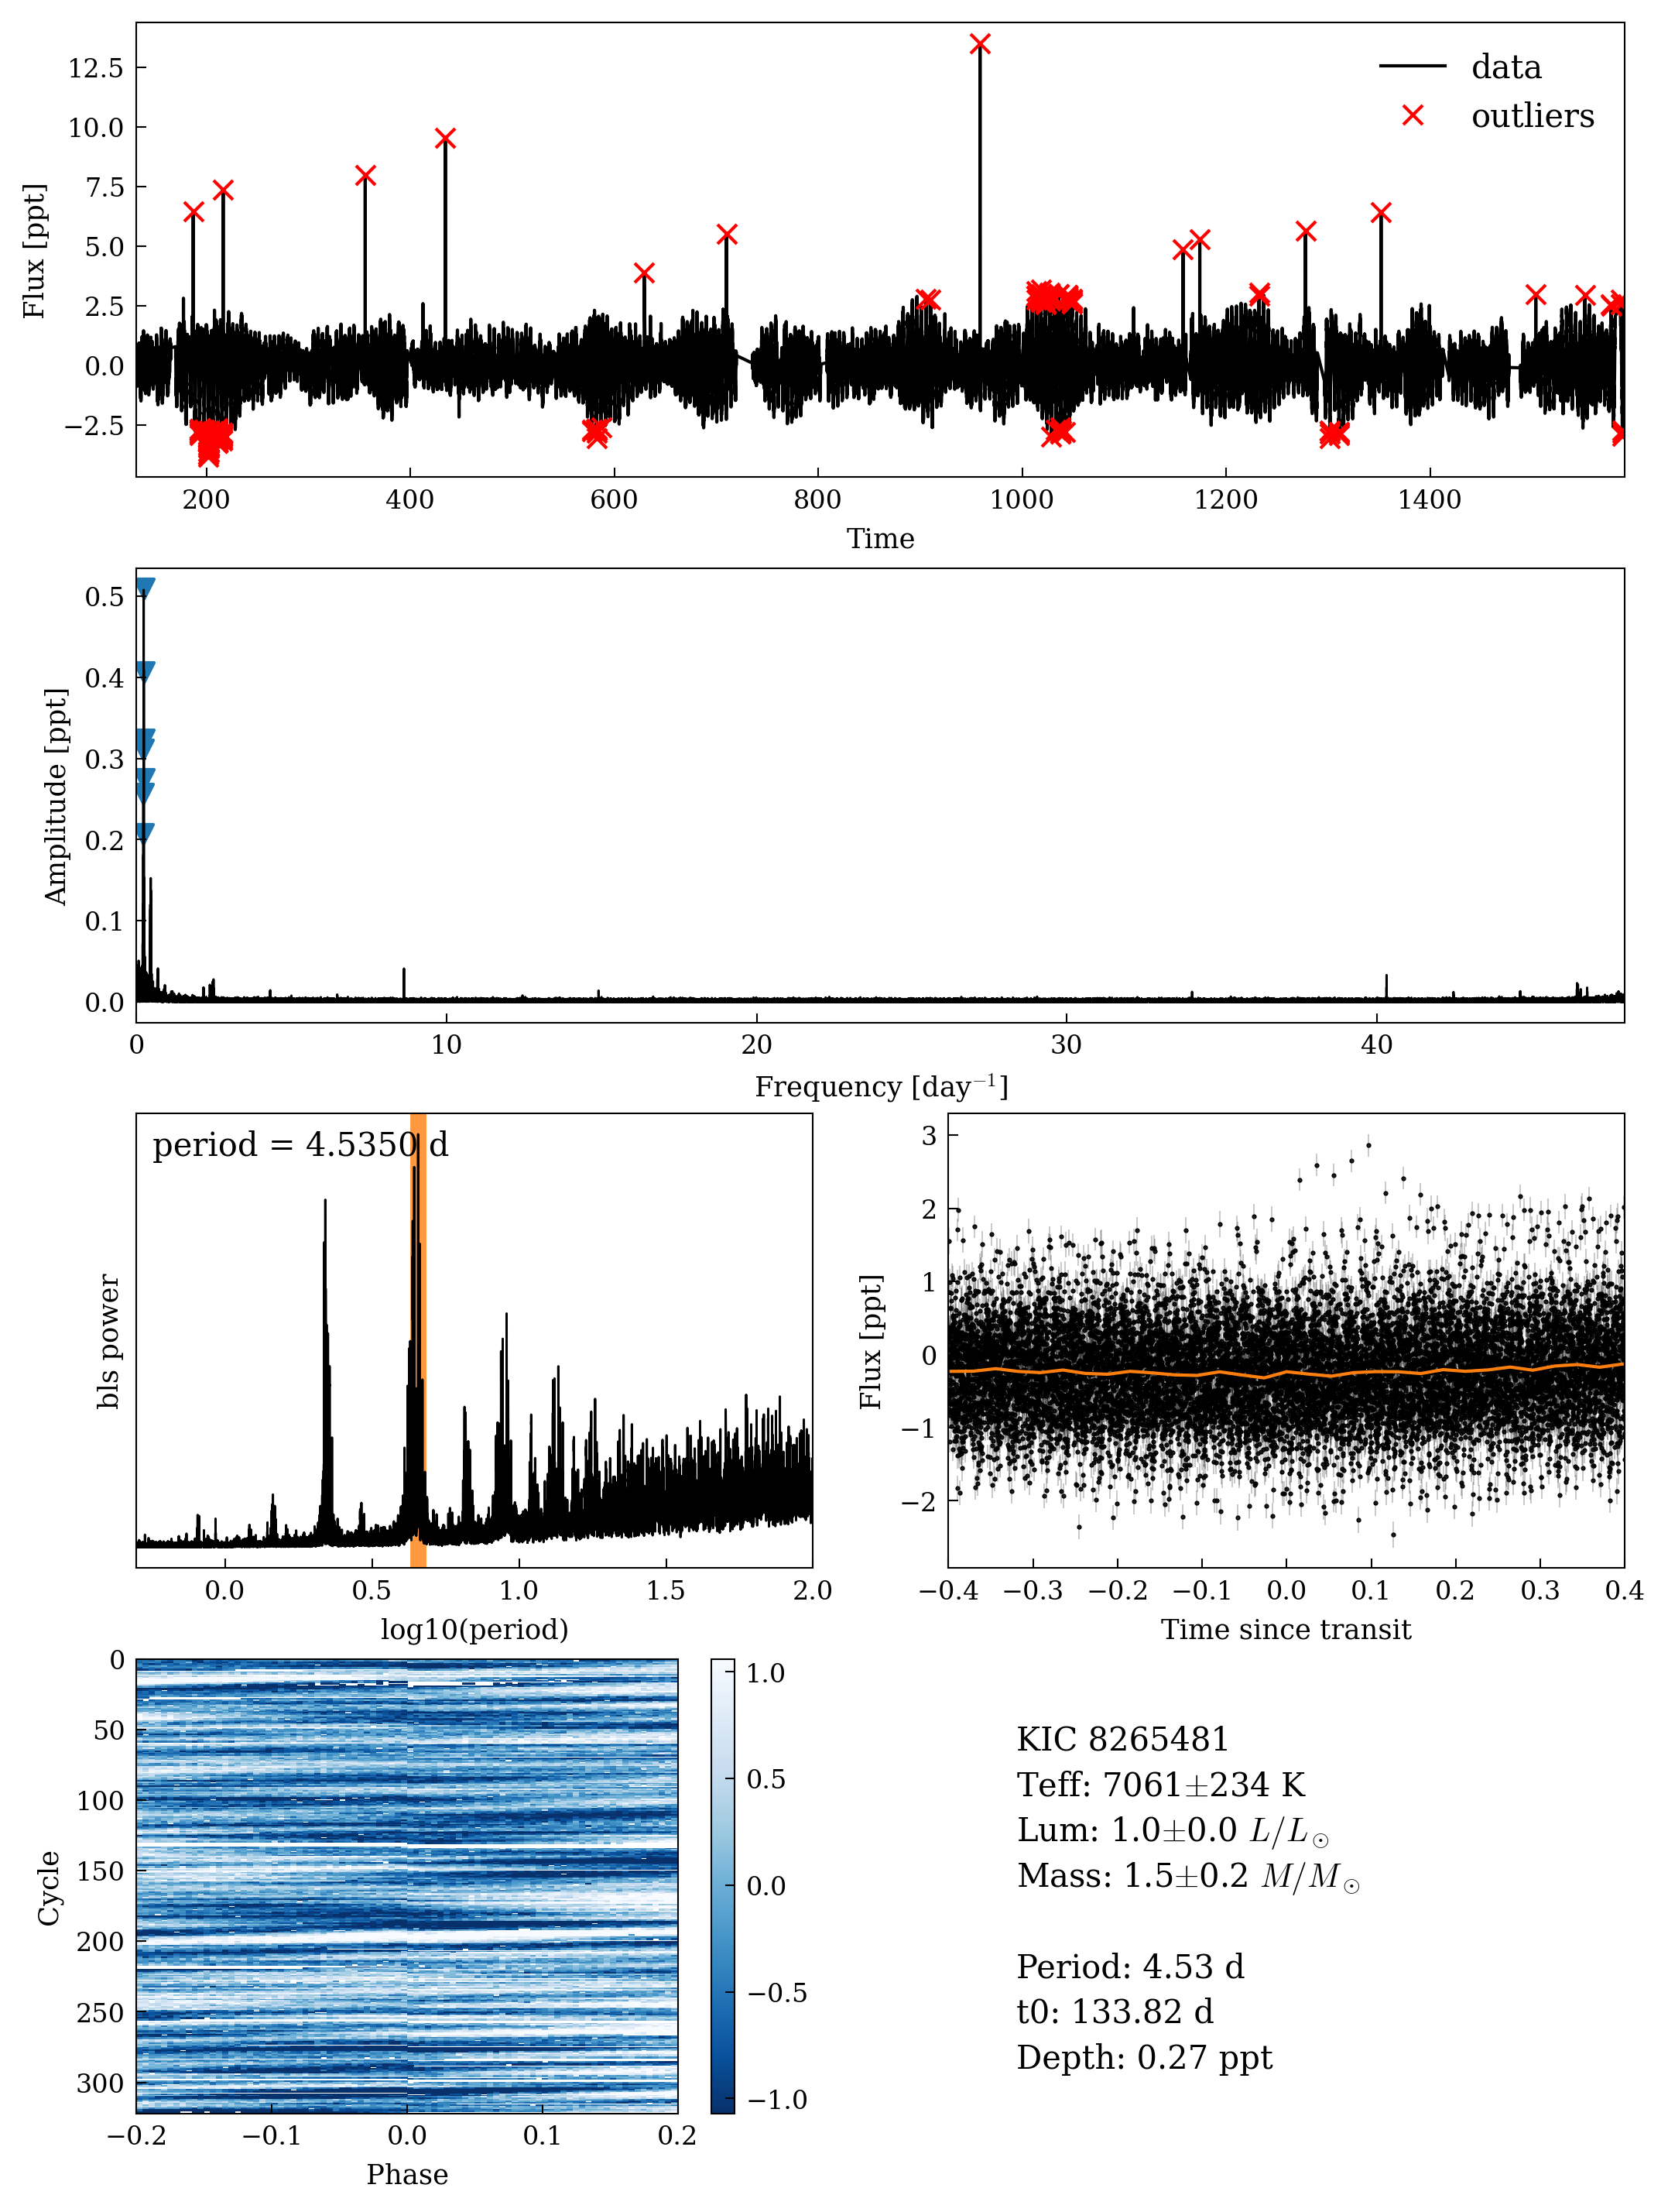 12.5
10.0
7.5
5.0
2.5
0.0
−2.5
Flux [ppt]
data
outliers
200 400 600 800 1000 1200 1400
Time
0.5
0.4
0.3
0.2
0.1
0.0
Amplitude [ppt]
0 10 20 30 40
Frequency [day⁻¹]
period = 4.5350 d
bls power
0.0 0.5 1.0 1.5 2.0
log10(period)
3
2
1
0
−1
−2
Flux [ppt]
−0.4 −0.3 −0.2 −0.1 0.0 0.1 0.2 0.3 0.4
Time since transit
0
50
100
150
200
250
300
Cycle
−0.2 −0.1 0.0 0.1 0.2
Phase
1.0
0.5
0.0
−0.5
−1.0
KIC 8265481
Teff: 7061±234 K
Lum: 1.0±0.0 L/L⊙
Mass: 1.5±0.2 M/M⊙
Period: 4.53 d
t0: 133.82 d
Depth: 0.27 ppt